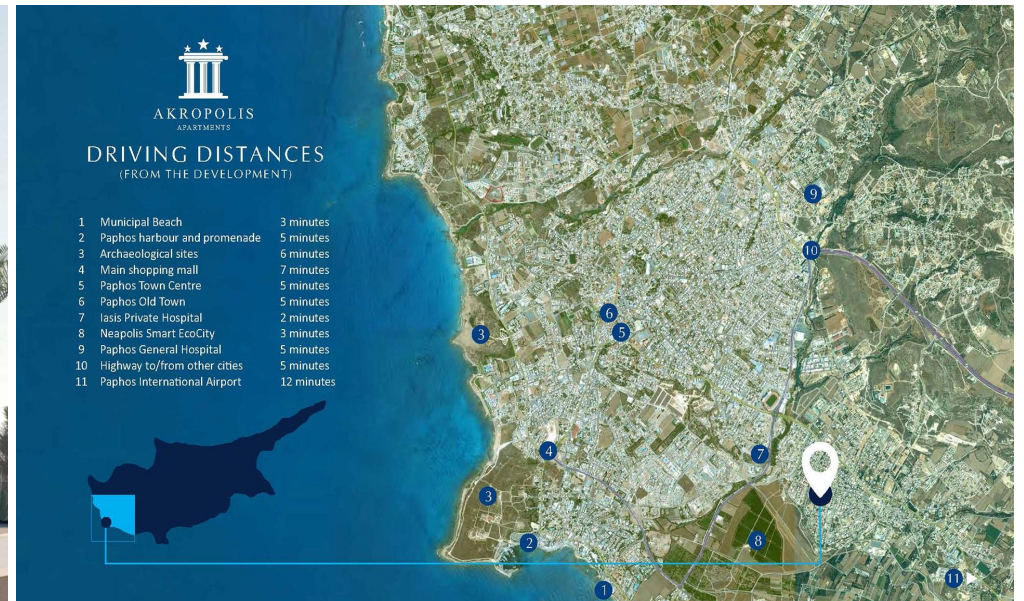 AKROPOLIS
APARTMENTS
DRIVING DISTANCES
(FROM THE DEVELOPMENT)
1 Municipal Beach 3 minutes
2 Paphos harbour and promenade 5 minutes
3 Archaeological sites 6 minutes
4 Main shopping mall 7 minutes
5 Paphos Town Centre 5 minutes
6 Paphos Old Town 5 minutes
7 Iasis Private Hospital 2 minutes
8 Neapolis Smart EcoCity 3 minutes
9 Paphos General Hospital 5 minutes
10 Highway to/from other cities 5 minutes
11 Paphos International Airport 12 minutes
9
10
6
5
3
4
7
3
8
2
11
1